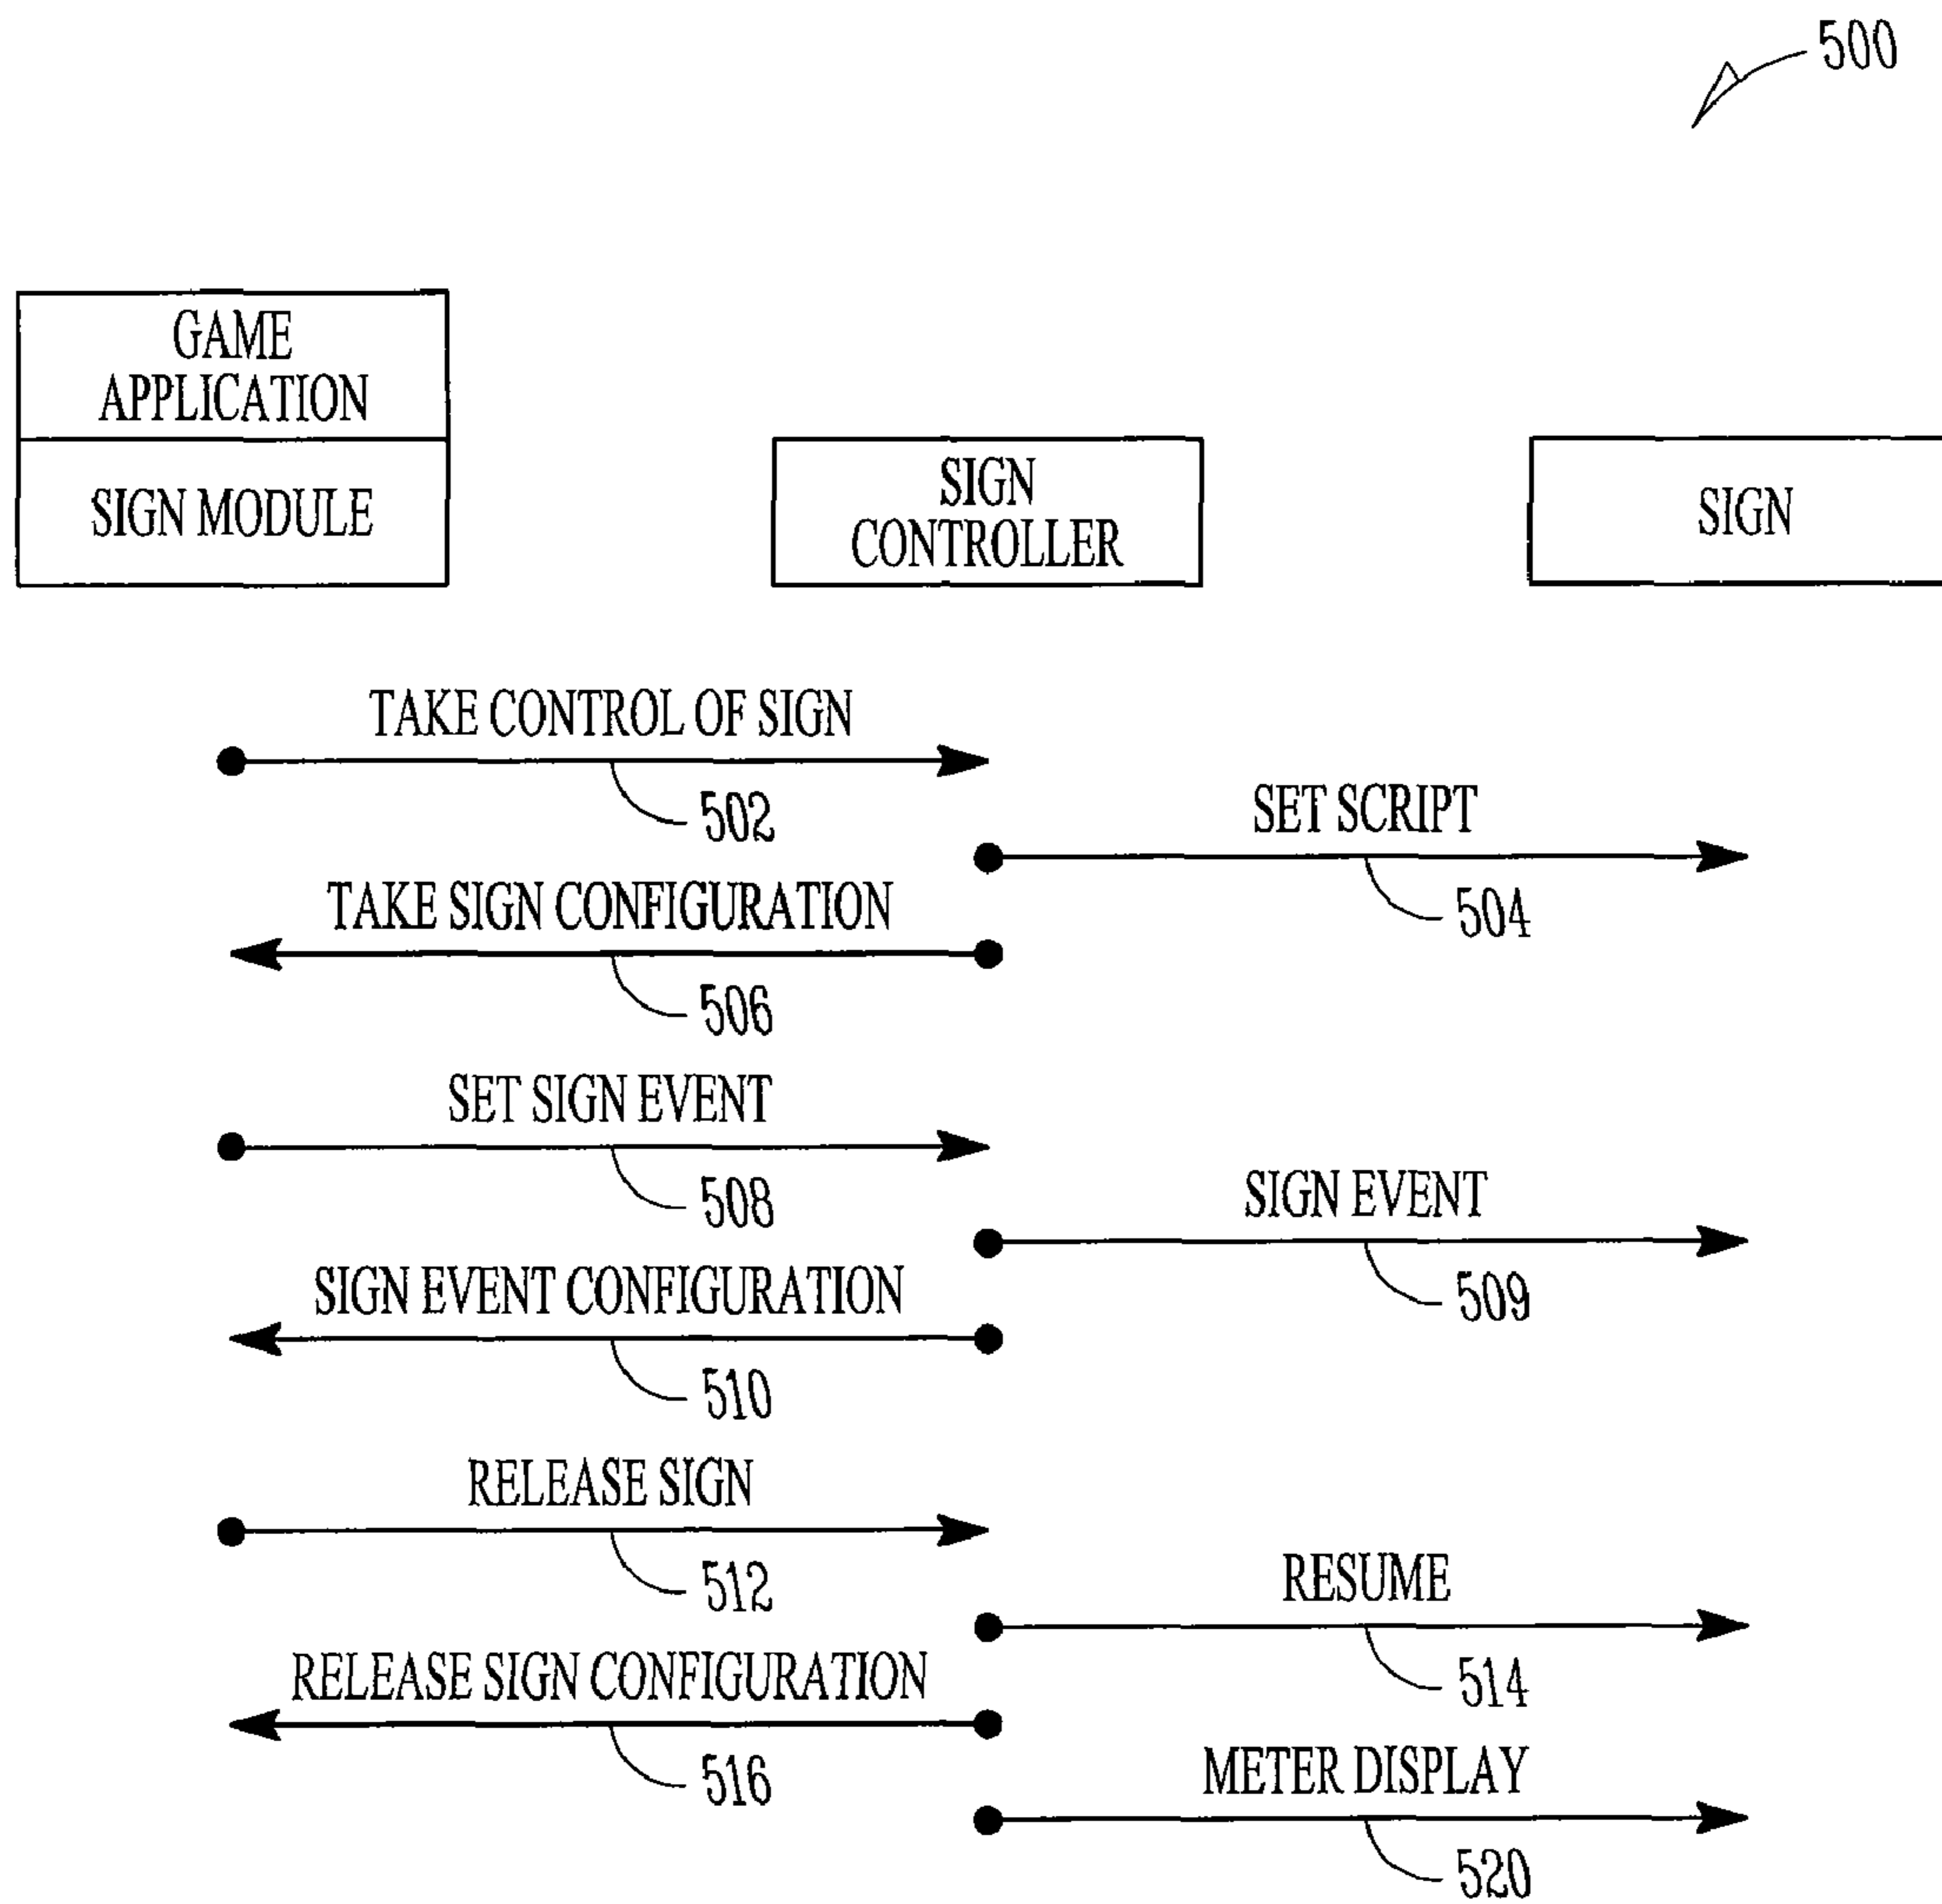 500
GAME
APPLICATION
SIGN MODULE
SIGN
CONTROLLER
SIGN
TAKE CONTROL OF SIGN
502
SET SCRIPT
504
TAKE SIGN CONFIGURATION
506
SET SIGN EVENT
508
SIGN EVENT
509
SIGN EVENT CONFIGURATION
510
RELEASE SIGN
512
RESUME
514
RELEASE SIGN CONFIGURATION
516
METER DISPLAY
520